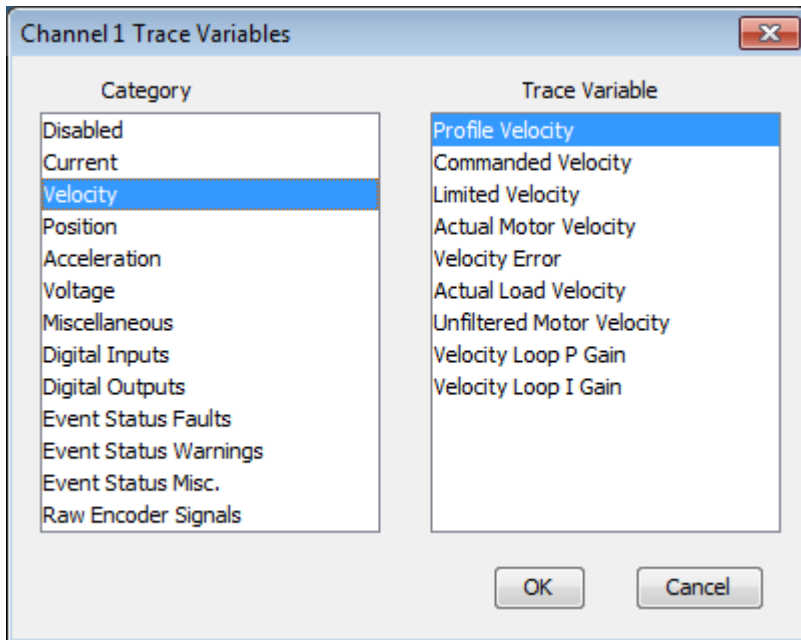 Channel 1 Trace Variables
Category
Disabled
Current
Velocity
Position
Acceleration
Voltage
Miscellaneous
Digital Inputs
Digital Outputs
Event Status Faults
Event Status Warnings
Event Status Misc.
Raw Encoder Signals
Trace Variable
Profile Velocity
Commanded Velocity
Limited Velocity
Actual Motor Velocity
Velocity Error
Actual Load Velocity
Unfiltered Motor Velocity
Velocity Loop P Gain
Velocity Loop I Gain
OK
Cancel